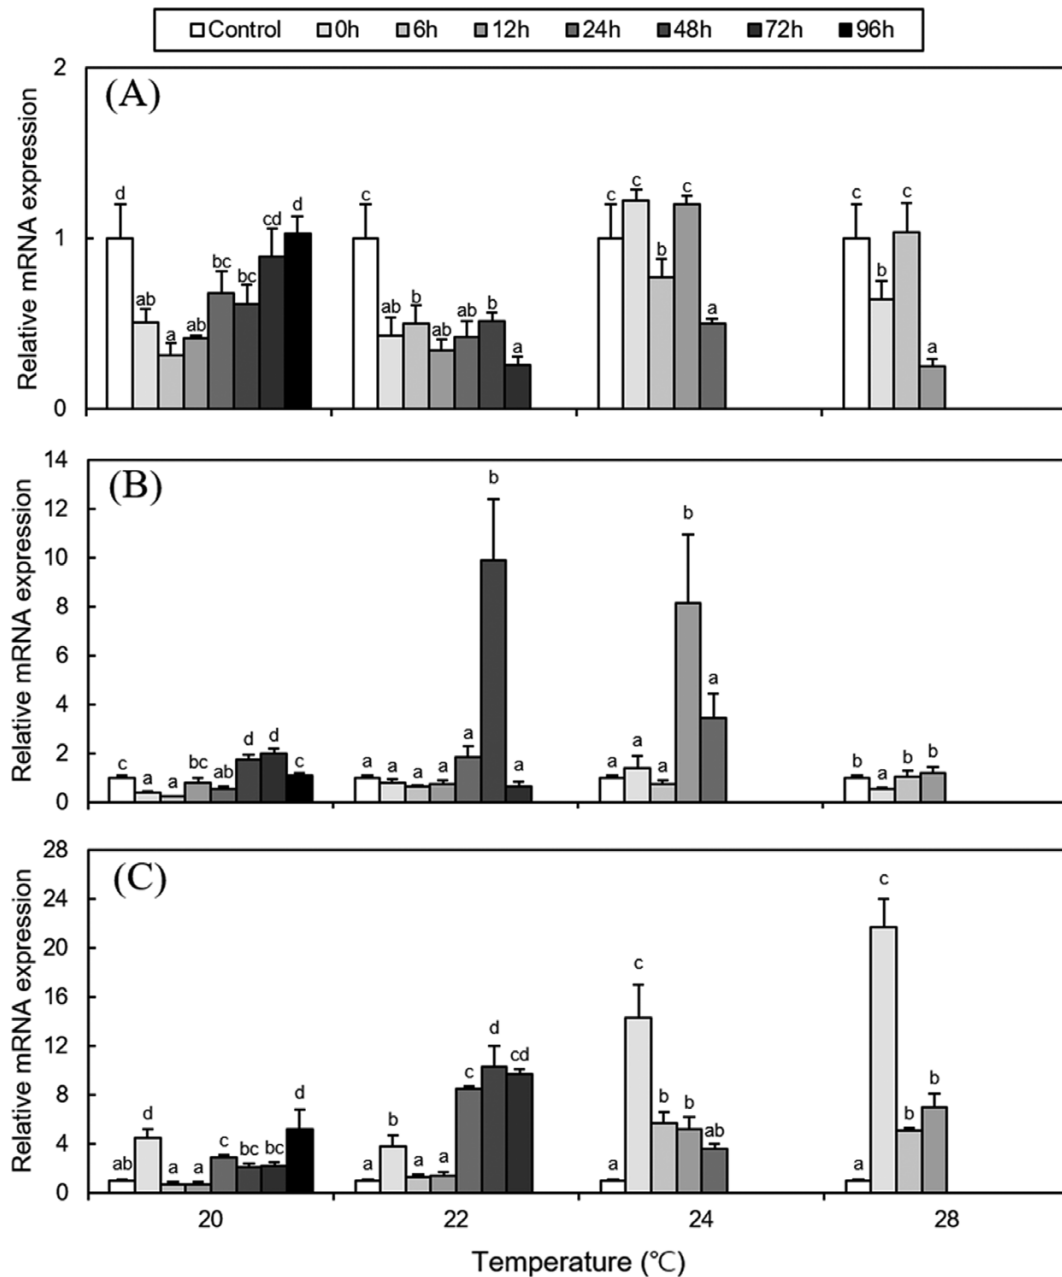 Control 0h 6h 12h 24h 48h 72h 96h
2
(A)
Relative mRNA expression
1
0
d ab a ab bc bc cd d
c ab b ab ab b a
c c b c a
c b c a
14
(B)
Relative mRNA expression
12
10
8
6
4
2
0
c a a bc ab d d c
a a a a a b a
a a a b a
b a b b
28
(C)
Relative mRNA expression
24
20
16
12
8
4
0
ab d a a c bc bc d
a b a a c d cd
a c b b ab
a c b b
20 22 24 28
Temperature (℃)